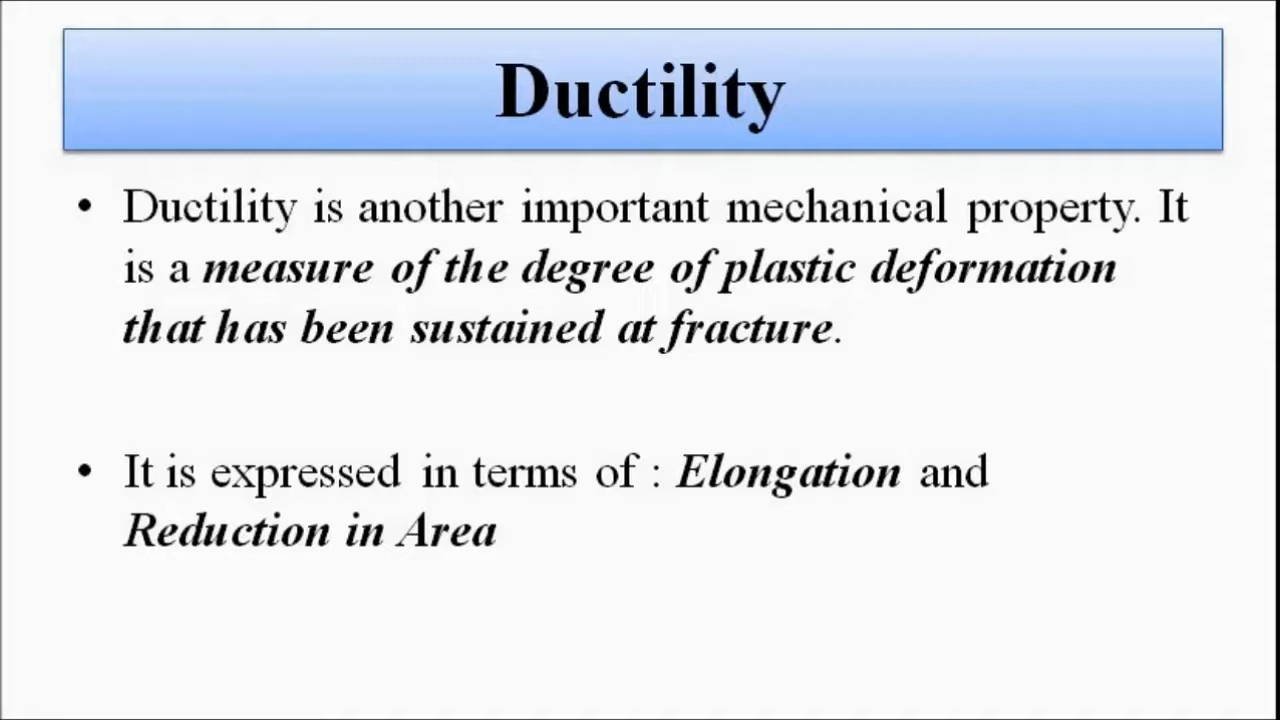 Ductility
• Ductility is another important mechanical property. It
is a measure of the degree of plastic deformation
that has been sustained at fracture.
• It is expressed in terms of : Elongation and
Reduction in Area